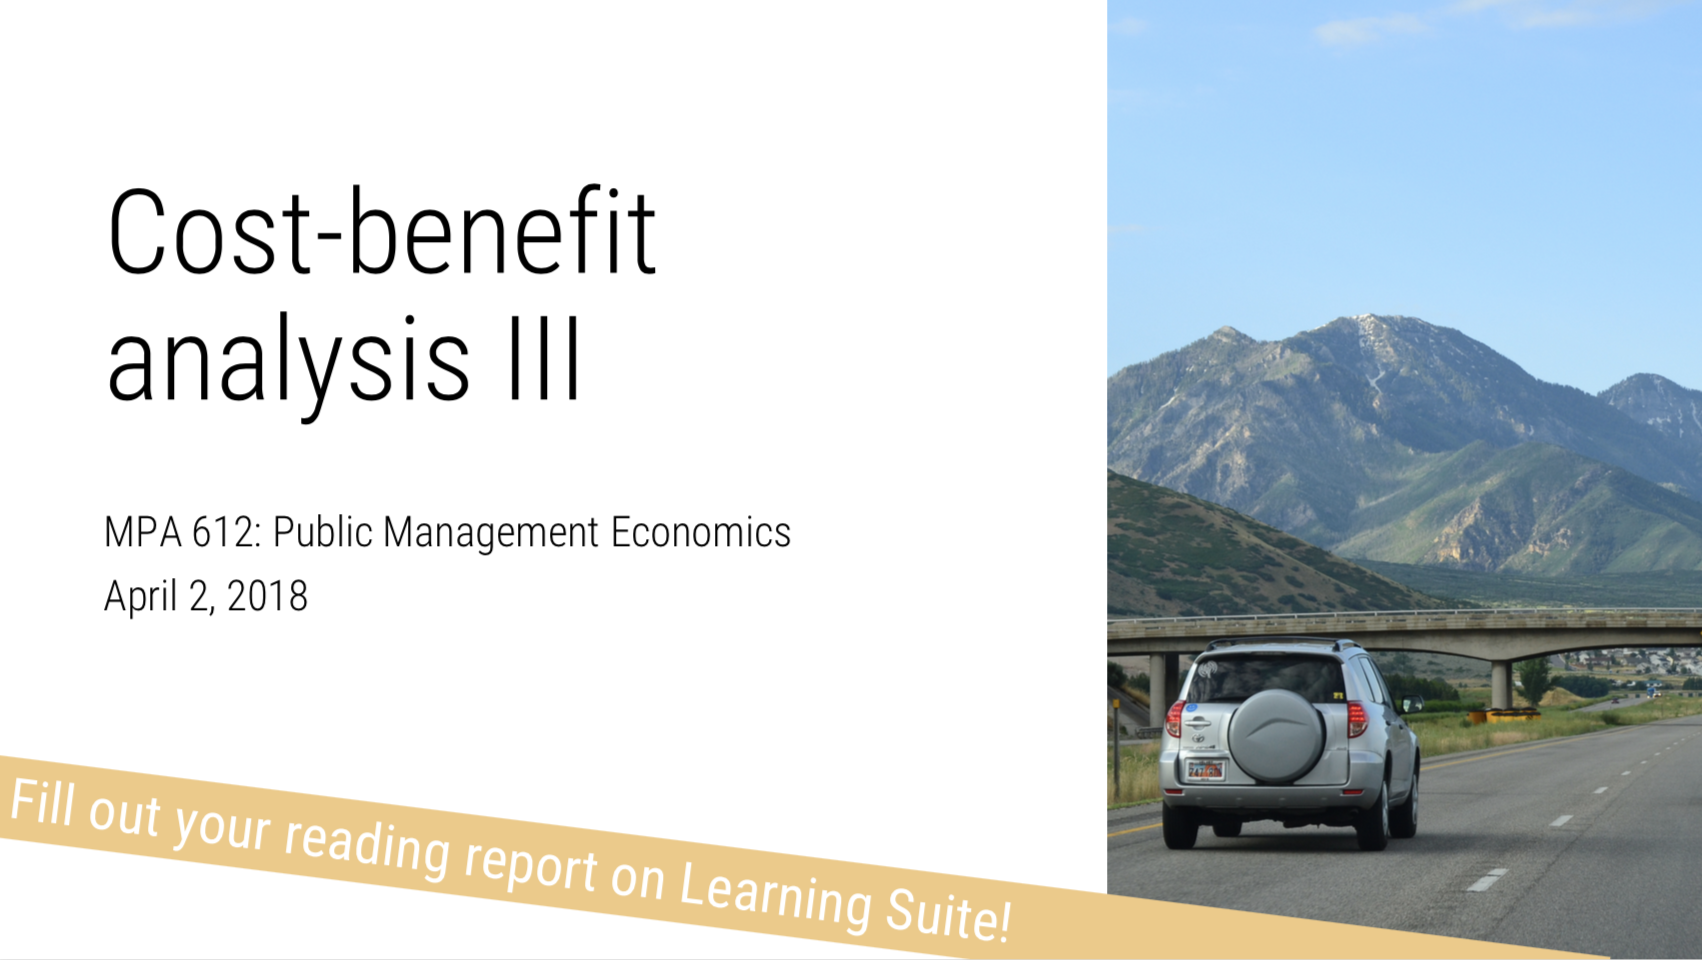 Cost-benefit
analysis III
MPA 612: Public Management Economics
April 2, 2018
Fill out your reading report on Learning Suite!